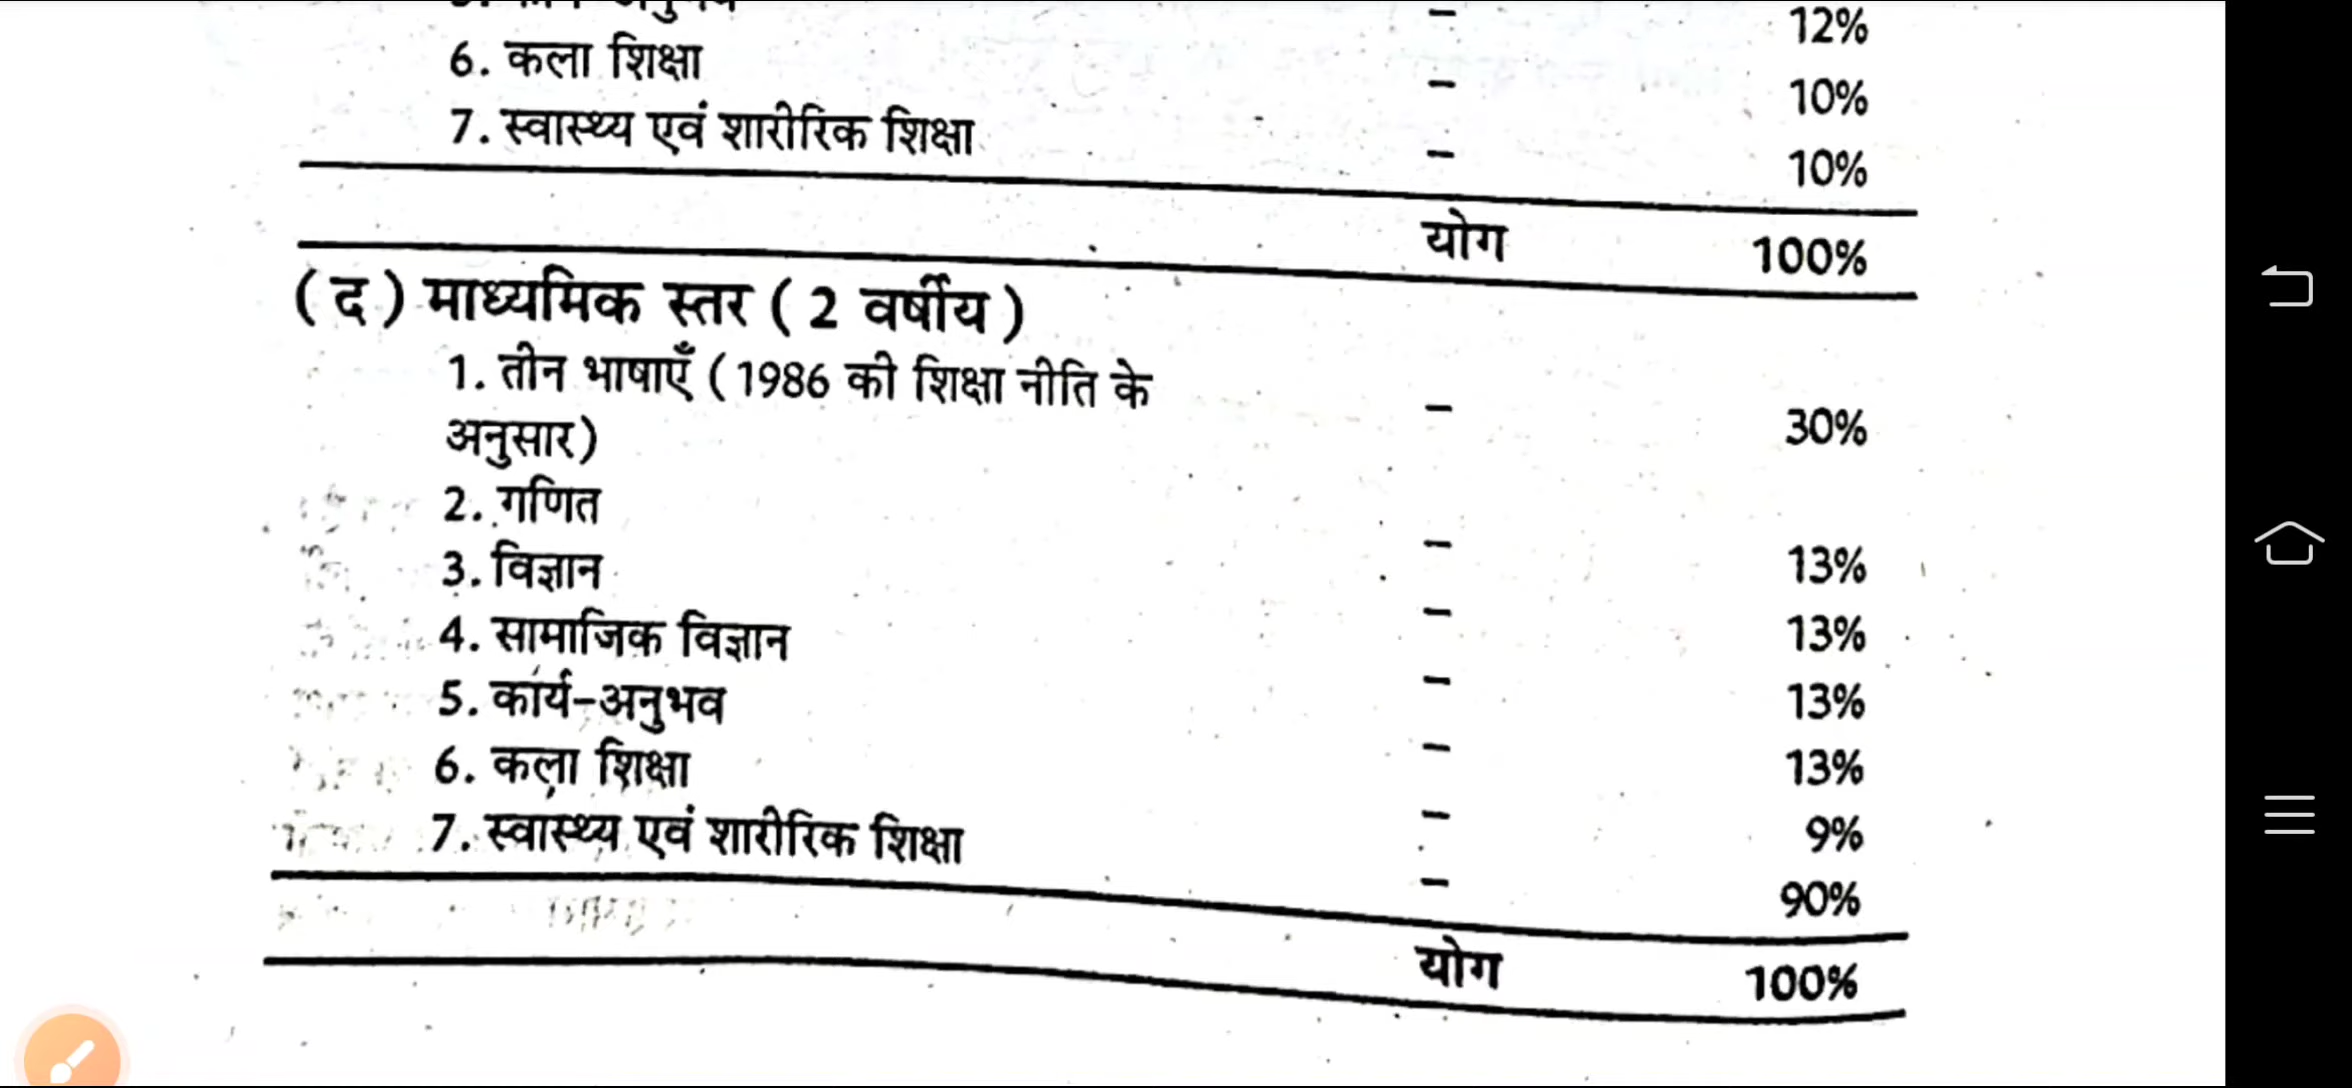 12%
6. कला शिक्षा – 10%
7. स्वास्थ्य एवं शारीरिक शिक्षा – 10%
योग 100%
( द ) माध्यमिक स्तर ( 2 वर्षीय )
1. तीन भाषाएँ ( 1986 की शिक्षा नीति के – 30%
अनुसार)
2. गणित – 13%
3. विज्ञान – 13%
4. सामाजिक विज्ञान – 13%
5. कार्य-अनुभव – 13%
6. कला शिक्षा – 9%
7. स्वास्थ्य एवं शारीरिक शिक्षा – 90%
योग 100%